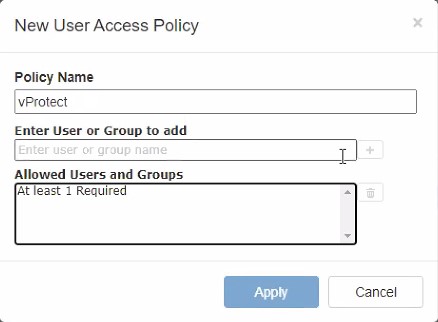 New User Access Policy
×
Policy Name
vProtect
Enter User or Group to add
Enter user or group name
+
Allowed Users and Groups
At least 1 Required
Apply
Cancel